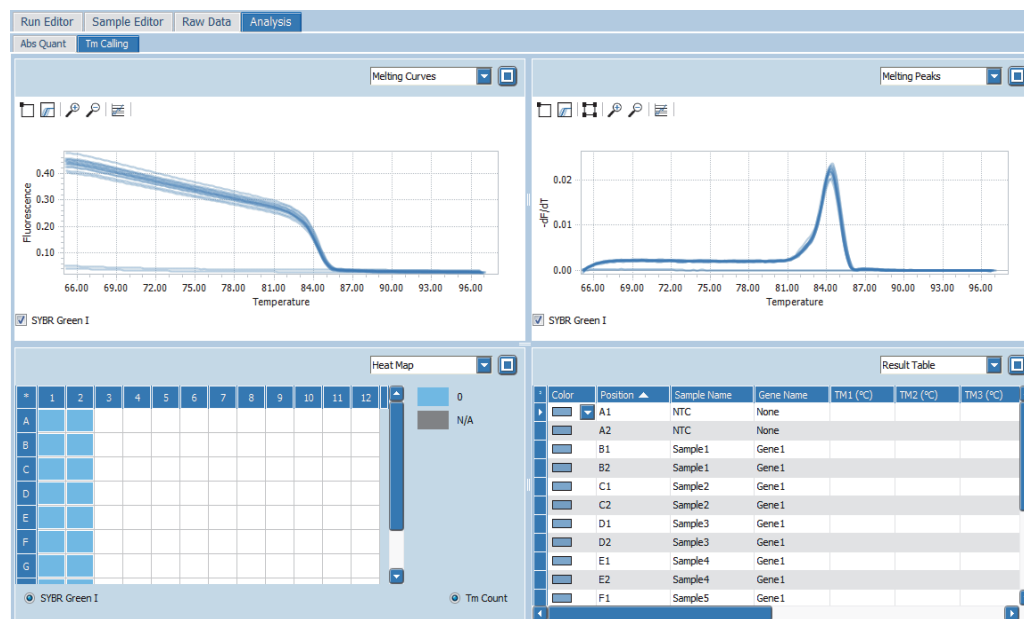 Run Editor Sample Editor Raw Data Analysis
Abs Quant Tm Calling
Melting Curves
Fluorescence
0.40
0.30
0.20
0.10
66.00 69.00 72.00 75.00 78.00 81.00 84.00 87.00 90.00 93.00 96.00
Temperature
SYBR Green I
Melting Peaks
-dF/dT
0.02
0.01
0.00
66.00 69.00 72.00 75.00 78.00 81.00 84.00 87.00 90.00 93.00 96.00
Temperature
SYBR Green I
Heat Map
* 1 2 3 4 5 6 7 8 9 10 11 12
A
B
C
D
E
F
G
0
N/A
SYBR Green I Tm Count
Result Table
Color Position Sample Name Gene Name TM1 (°C) TM2 (°C) TM3 (°C)
A1 NTC None
A2 NTC None
B1 Sample1 Gene1
B2 Sample1 Gene1
C1 Sample2 Gene1
C2 Sample2 Gene1
D1 Sample3 Gene1
D2 Sample3 Gene1
E1 Sample4 Gene1
E2 Sample4 Gene1
F1 Sample5 Gene1